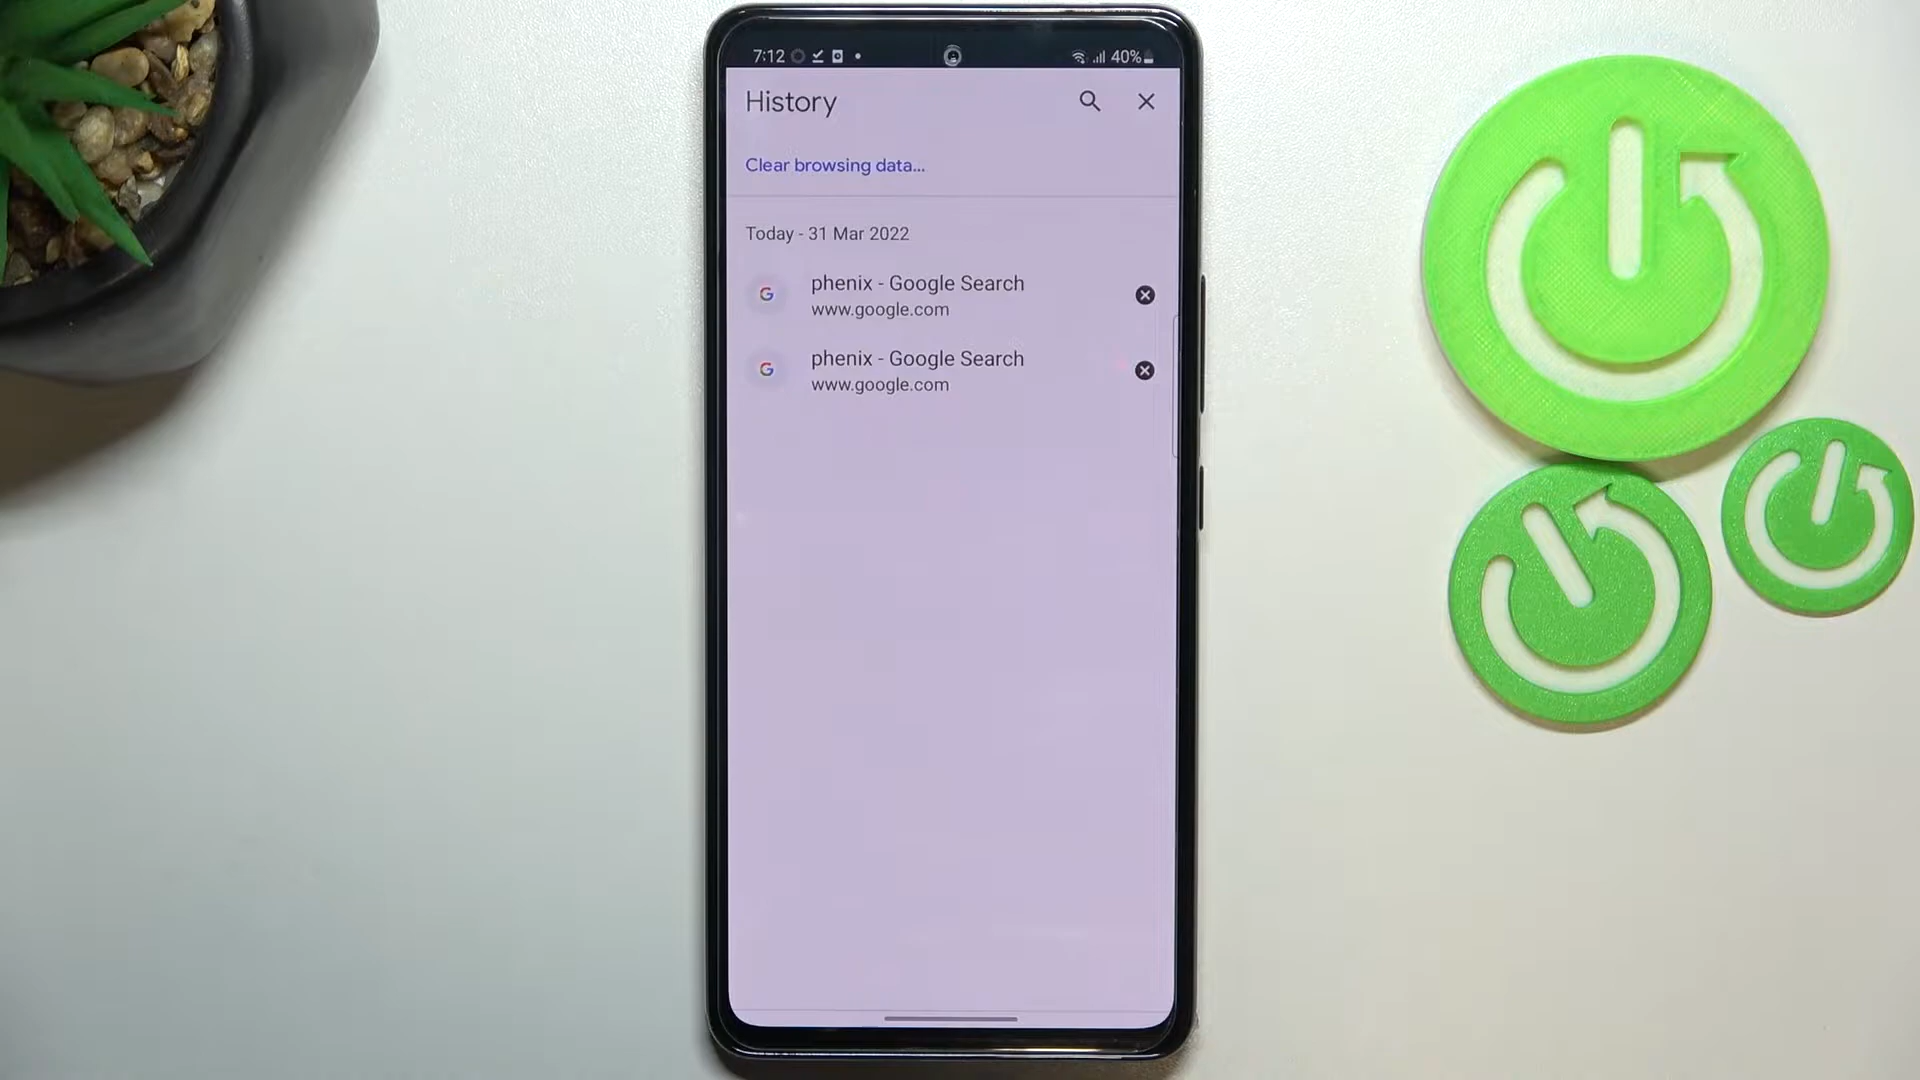 7:12 40%
History
Clear browsing data...
Today - 31 Mar 2022
phenix - Google Search
www.google.com
phenix - Google Search
www.google.com